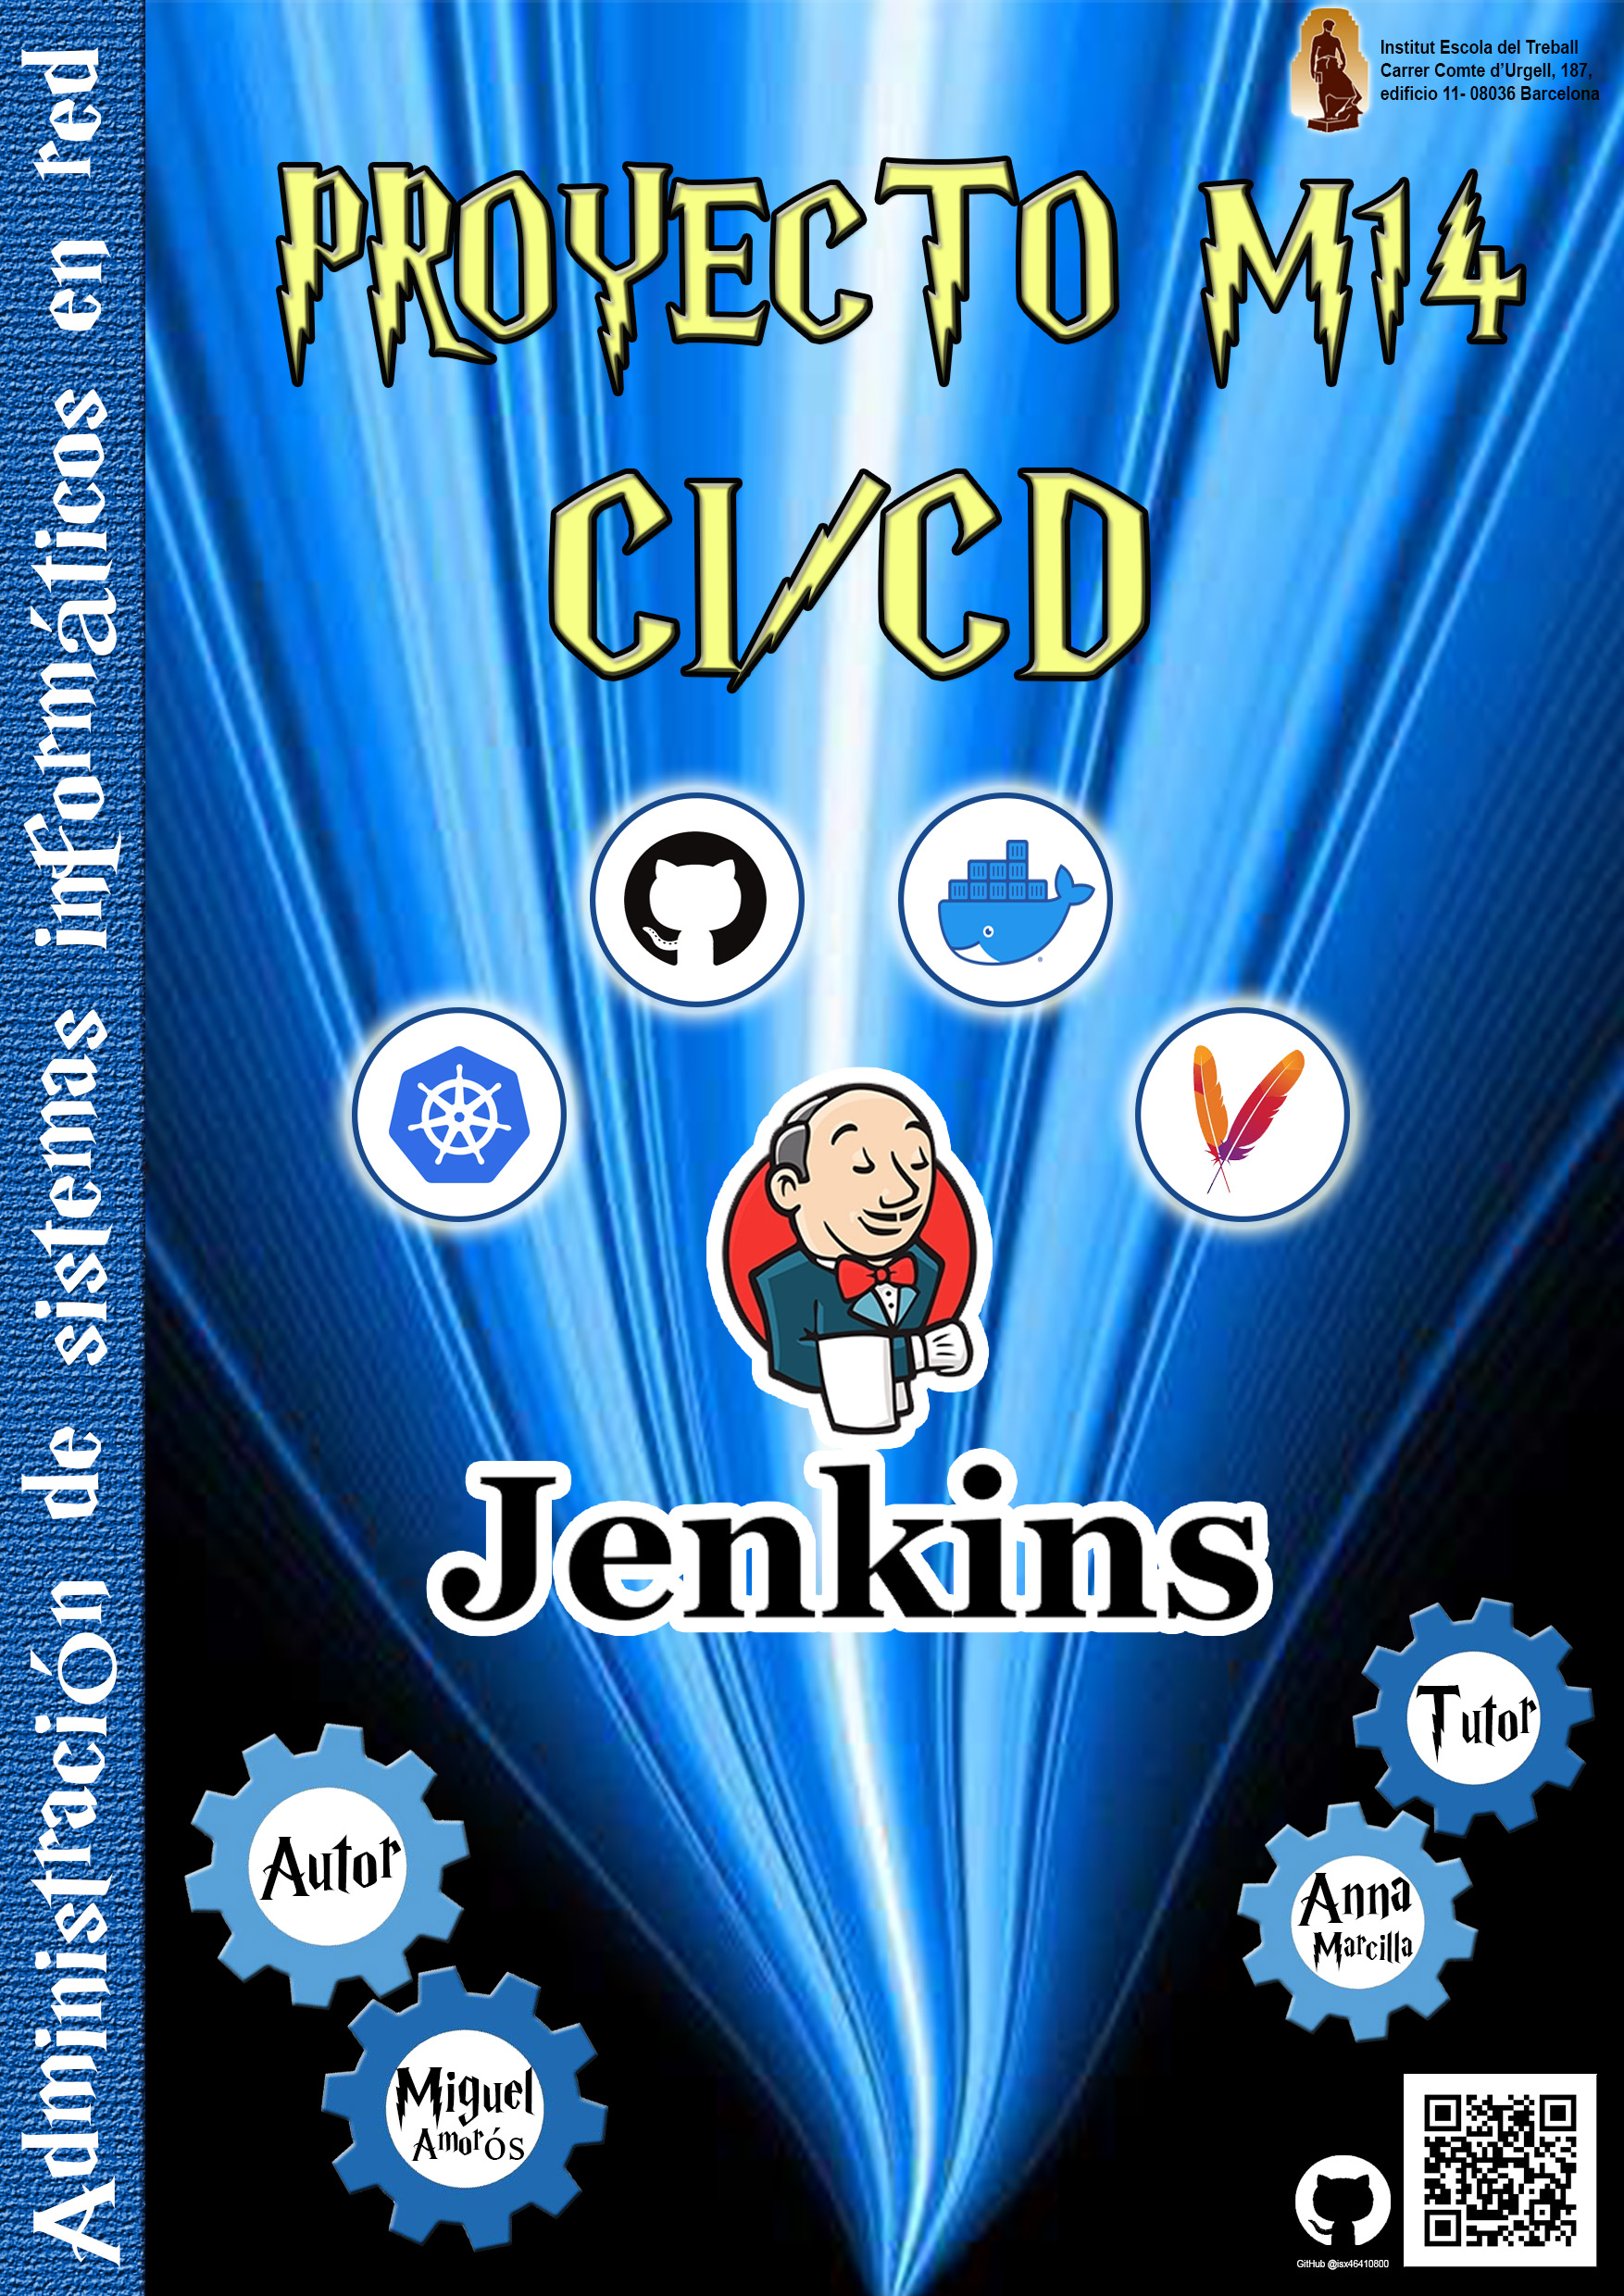 Administración de sistemas informáticos en red
Institut Escola del Treball
Carrer Comte d'Urgell, 187,
edificio 11- 08036 Barcelona
PROYECTO M14
CI/CD
Jenkins
Autor
Miguel
Amorós
Tutor
Anna
Marcilla
GitHub @isx46410800